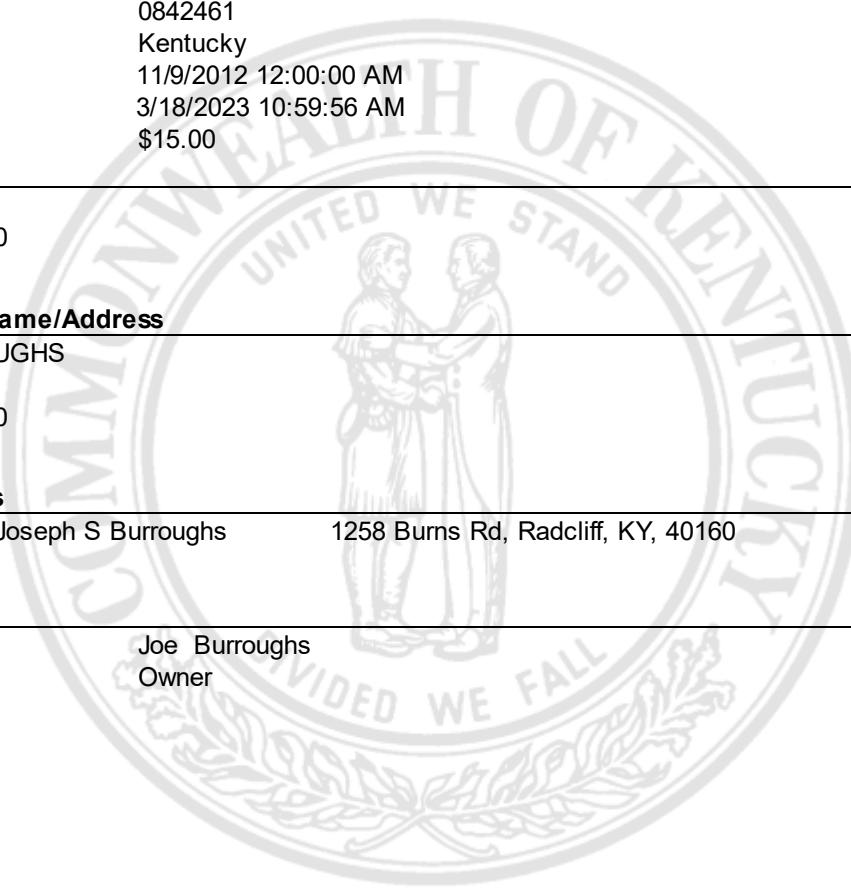 0842461
Kentucky
11/9/2012 12:00:00 AM
3/18/2023 10:59:56 AM
$15.00
0
ame/Address
UGHS
0
s
Joseph S Burroughs 1258 Burns Rd, Radcliff, KY, 40160
Joe Burroughs
Owner
COMMONWEALTH OF KENTUCKY
UNITED WE STAND
DIVIDED WE FALL